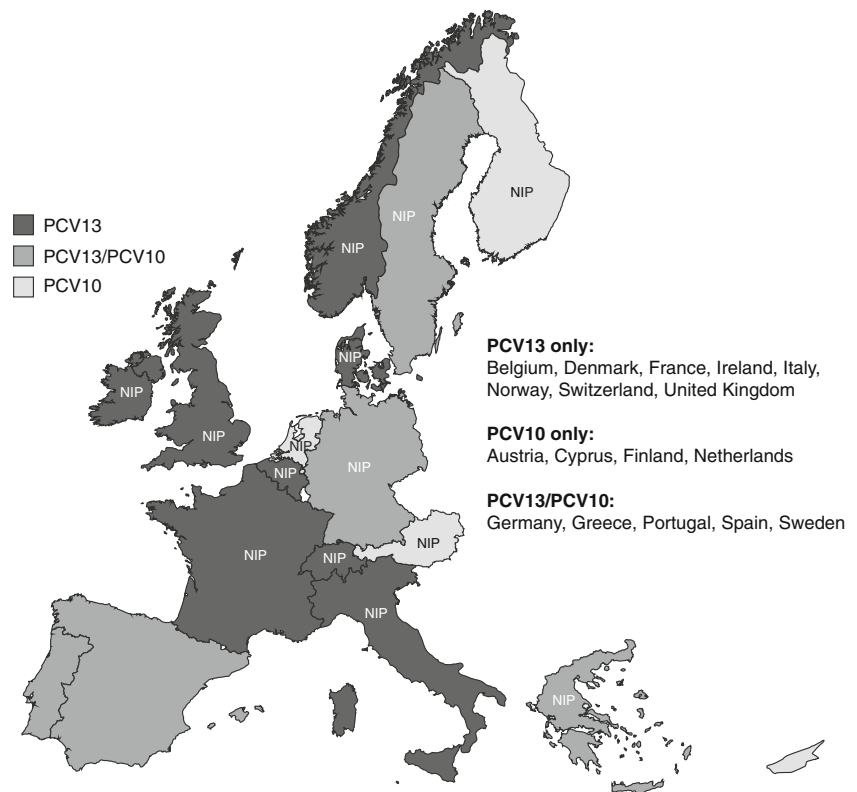 NIP
NIP
NIP
PCV13
PCV13/PCV10
PCV10
PCV13 only:
Belgium, Denmark, France, Ireland, Italy,
Norway, Switzerland, United Kingdom
NIP
NIP
NIP
NIP
PCV10 only:
Austria, Cyprus, Finland, Netherlands
NIP
NIP
PCV13/PCV10:
Germany, Greece, Portugal, Spain, Sweden
NIP
NIP
NIP
NIP
NIP